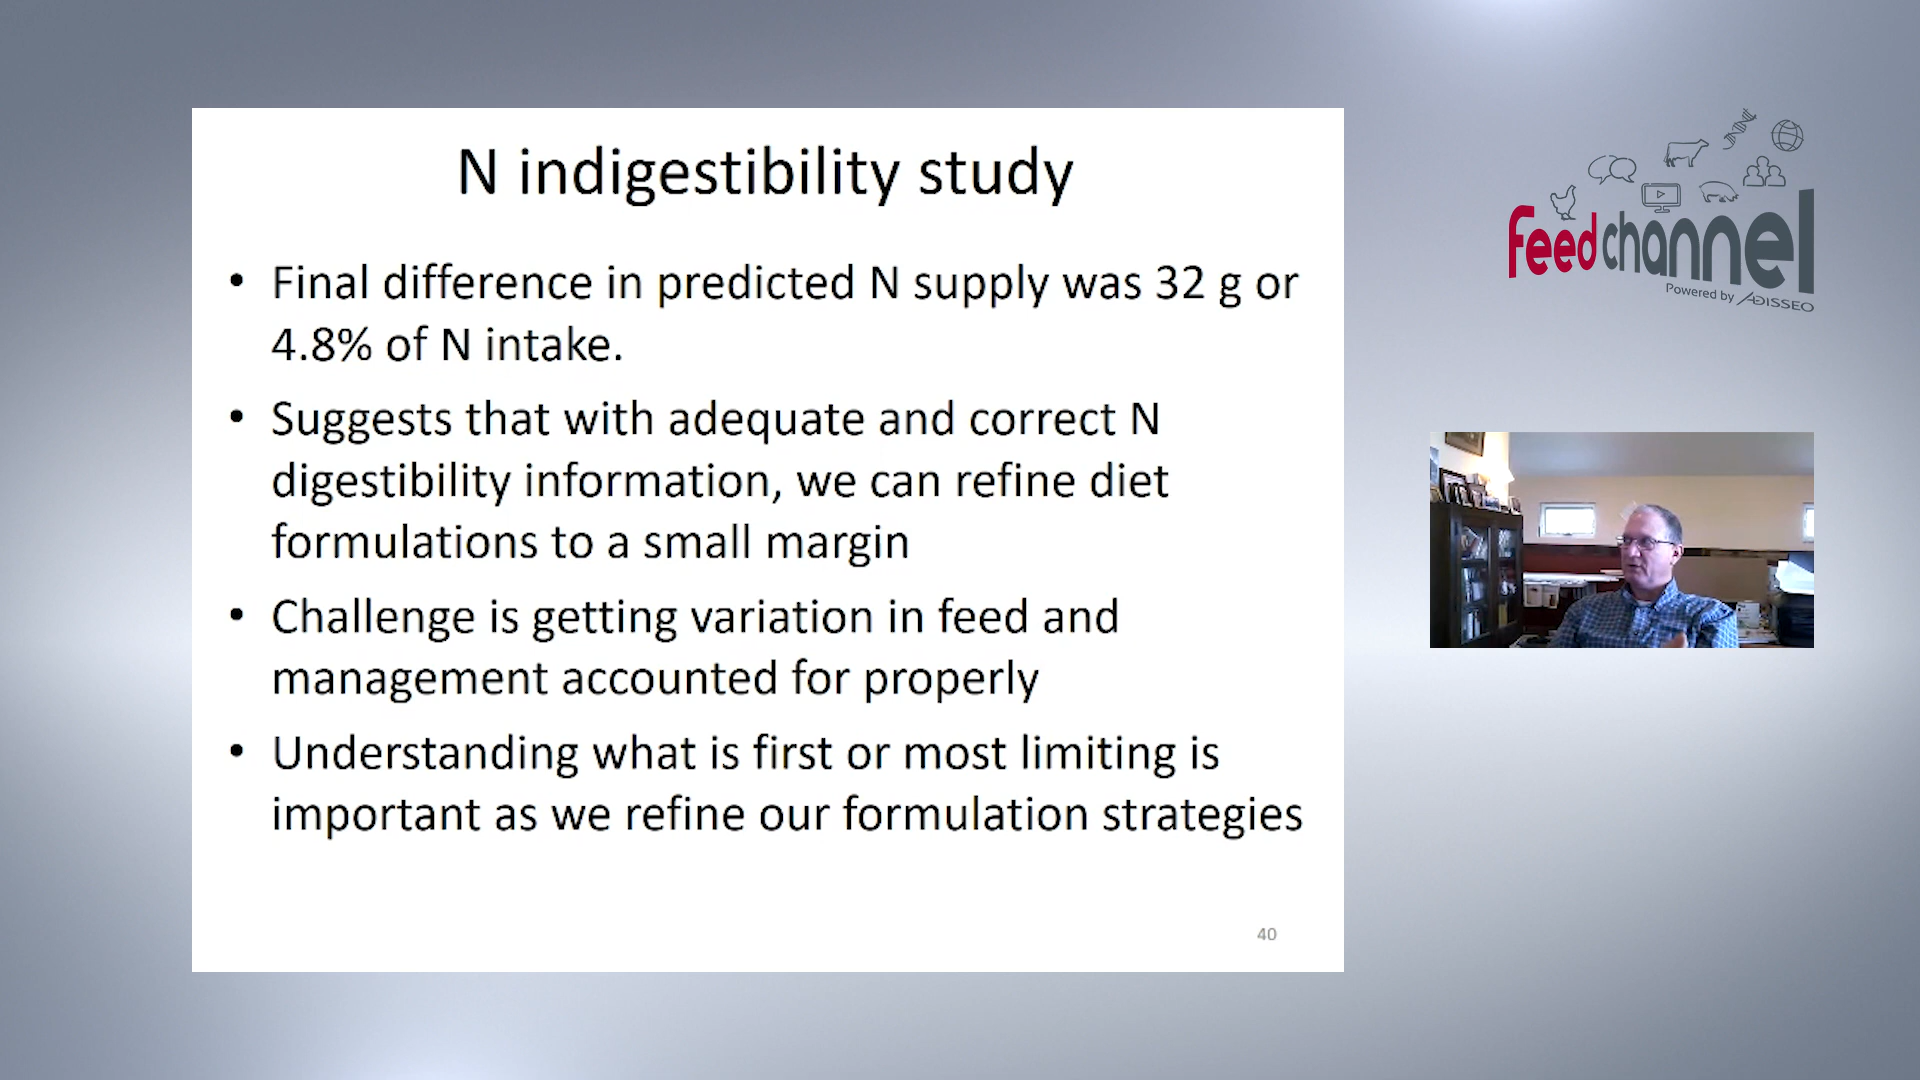 N indigestibility study
• Final difference in predicted N supply was 32 g or
4.8% of N intake.
• Suggests that with adequate and correct N
digestibility information, we can refine diet
formulations to a small margin
• Challenge is getting variation in feed and
management accounted for properly
• Understanding what is first or most limiting is
important as we refine our formulation strategies
40
feedchannel
Powered by ADISSEO